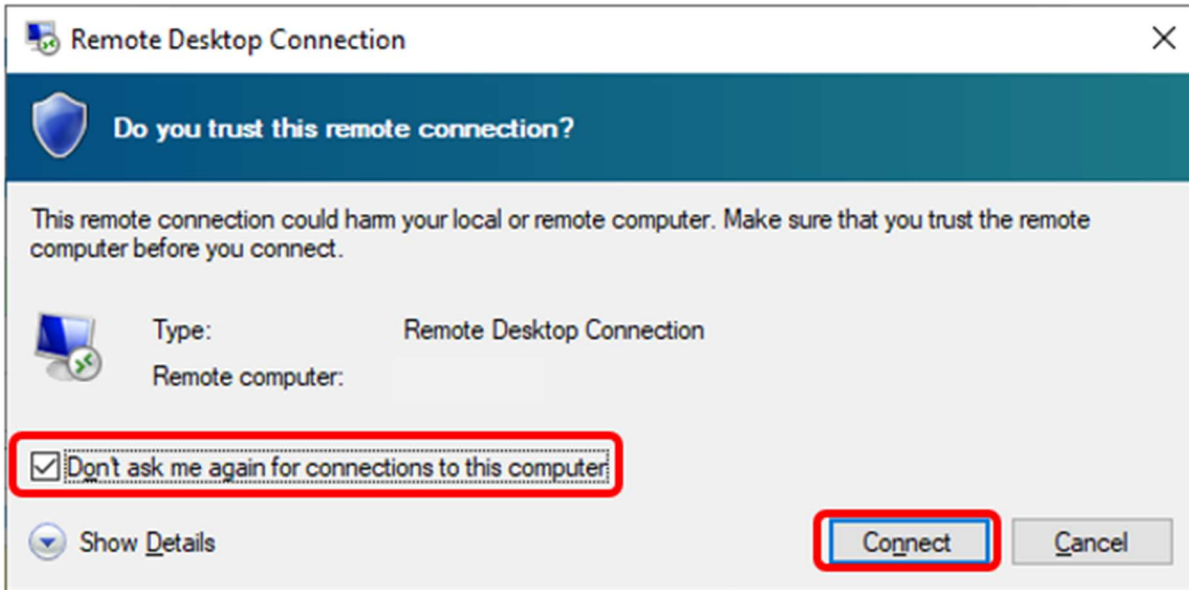 Remote Desktop Connection
Do you trust this remote connection?
This remote connection could harm your local or remote computer. Make sure that you trust the remote
computer before you connect.
Type: Remote Desktop Connection
Remote computer:
Don't ask me again for connections to this computer
Show Details Connect Cancel